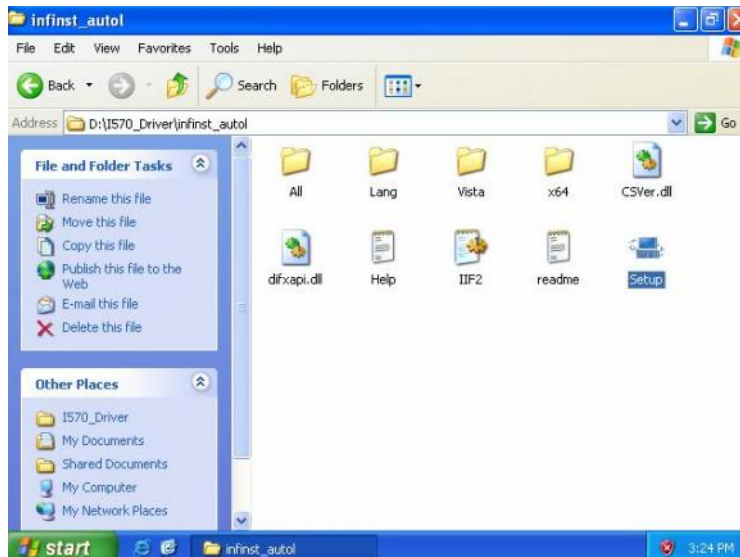 infinst_autol
File Edit View Favorites Tools Help
Back Search Folders
Address D:\I570_Driver\infinst_autol Go
File and Folder Tasks
Rename this file
Move this file
Copy this file
Publish this file to the
Web
E-mail this file
Delete this file
Other Places
I570_Driver
My Documents
Shared Documents
My Computer
My Network Places
All Lang Vista x64 CSVer.dll
difxapi.dll Help IIF2 readme Setup
start infinst_autol 3:24 PM